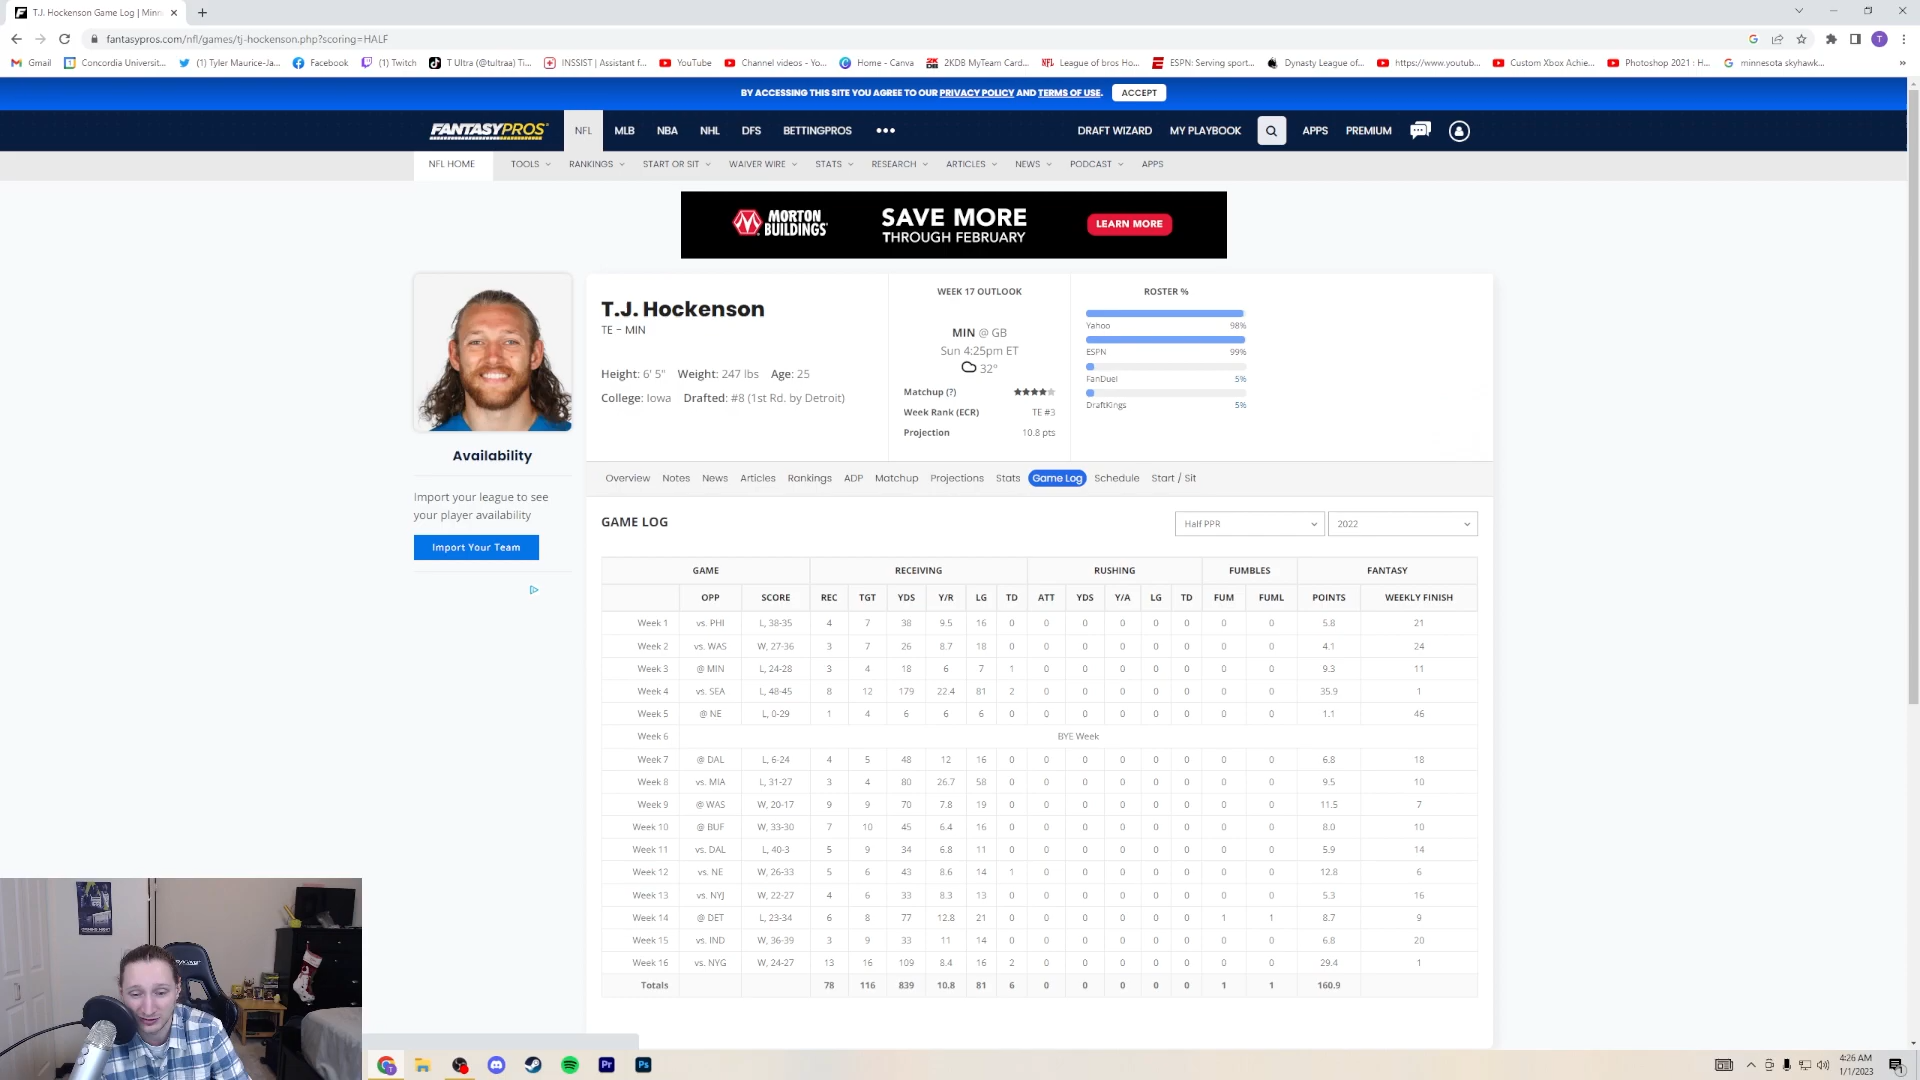 T.J. Hockenson Game Log | Minn
fantasypros.com/nfl/games/tj-hockenson.php?scoring=HALF
Gmail Concordia Universit... (1) Tyler Maurice-Ja... Facebook (1) Twitch T Ultra (@tultraa) Ti... INSSIST | Assistant f... YouTube Channel videos - Yo... Home - Canva 2KDB MyTeam Card... League of bros Ho... ESPN: Serving sport... Dynasty League of... https://www.youtub... Custom Xbox Achie... Photoshop 2021 : H... minnesota skyhawk...
BY ACCESSING THIS SITE YOU AGREE TO OUR PRIVACY POLICY AND TERMS OF USE. ACCEPT
FANTASYPROS NFL MLB NBA NHL DFS BETTINGPROS ••• DRAFT WIZARD MY PLAYBOOK APPS PREMIUM
NFL HOME TOOLS RANKINGS START OR SIT WAIVER WIRE STATS RESEARCH ARTICLES NEWS PODCAST APPS
MORTON BUILDINGS SAVE MORE THROUGH FEBRUARY LEARN MORE
T.J. Hockenson
TE - MIN
Height: 6' 5" Weight: 247 lbs Age: 25
College: Iowa Drafted: #8 (1st Rd. by Detroit)
WEEK 17 OUTLOOK
MIN @ GB
Sun 4:25pm ET
32°
Matchup (?) ★★★★★
Week Rank (ECR) TE #3
Projection 10.8 pts
ROSTER %
Yahoo 98%
ESPN 99%
FanDuel 5%
DraftKings 5%
Availability
Import your league to see
your player availability
Import Your Team
Overview Notes News Articles Rankings ADP Matchup Projections Stats Game Log Schedule Start / Sit
GAME LOG Half PPR 2022
GAME RECEIVING RUSHING FUMBLES FANTASY
OPP SCORE REC TGT YDS Y/R LG TD ATT YDS Y/A LG TD FUM FUML POINTS WEEKLY FINISH
Week 1 vs. PHI L, 38-35 4 7 38 9.5 16 0 0 0 0 0 0 0 0 5.8 21
Week 2 vs. WAS W, 27-36 3 7 26 8.7 18 0 0 0 0 0 0 0 0 4.1 24
Week 3 @ MIN L, 24-28 3 4 18 6 7 1 0 0 0 0 0 0 0 9.3 11
Week 4 vs. SEA L, 48-45 8 12 179 22.4 81 2 0 0 0 0 0 0 0 35.9 1
Week 5 @ NE L, 0-29 1 4 6 6 6 0 0 0 0 0 0 0 0 1.1 46
Week 6 BYE Week
Week 7 @ DAL L, 6-24 4 5 48 12 16 0 0 0 0 0 0 0 0 6.8 18
Week 8 vs. MIA L, 31-27 3 4 80 26.7 58 0 0 0 0 0 0 0 0 9.5 10
Week 9 @ WAS W, 20-17 9 9 70 7.8 19 0 0 0 0 0 0 0 0 11.5 7
Week 10 @ BUF W, 33-30 7 10 45 6.4 16 0 0 0 0 0 0 0 0 8.0 10
Week 11 vs. DAL L, 40-3 5 9 34 6.8 11 0 0 0 0 0 0 0 0 5.9 14
Week 12 vs. NE W, 26-33 5 6 43 8.6 14 1 0 0 0 0 0 0 0 12.8 6
Week 13 vs. NYJ W, 22-27 4 6 33 8.3 13 0 0 0 0 0 0 0 0 5.3 16
Week 14 @ DET L, 23-34 6 8 77 12.8 21 0 0 0 0 0 0 1 1 8.7 9
Week 15 vs. IND W, 36-39 3 9 33 11 14 0 0 0 0 0 0 0 0 6.8 20
Week 16 vs. NYG W, 24-27 13 16 109 8.4 16 2 0 0 0 0 0 0 0 29.4 1
Totals 78 116 839 10.8 81 6 0 0 0 0 0 1 1 160.9
4:26 AM
1/1/2023